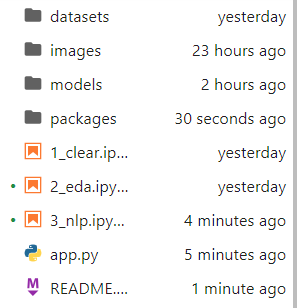 datasets yesterday
images 23 hours ago
models 2 hours ago
packages 30 seconds ago
1_clear.ip... yesterday
2_eda.ipy... yesterday
3_nlp.ipy... 4 minutes ago
app.py 5 minutes ago
M README.... 1 minute ago